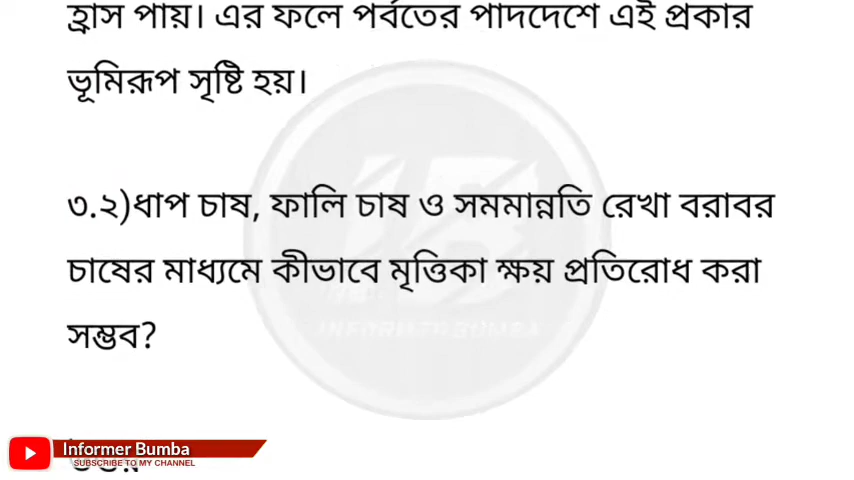 হ্রাস পায়। এর ফলে পর্বতের পাদদেশে এই প্রকার
ভূমিরূপ সৃষ্টি হয়।
৩.২)ধাপ চাষ, ফালি চাষ ও সমমান্নতি রেখা বরাবর
চাষের মাধ্যমে কীভাবে মৃত্তিকা ক্ষয় প্রতিরোধ করা
সম্ভব?
Informer Bumba
SUBSCRIBE TO MY CHANNEL